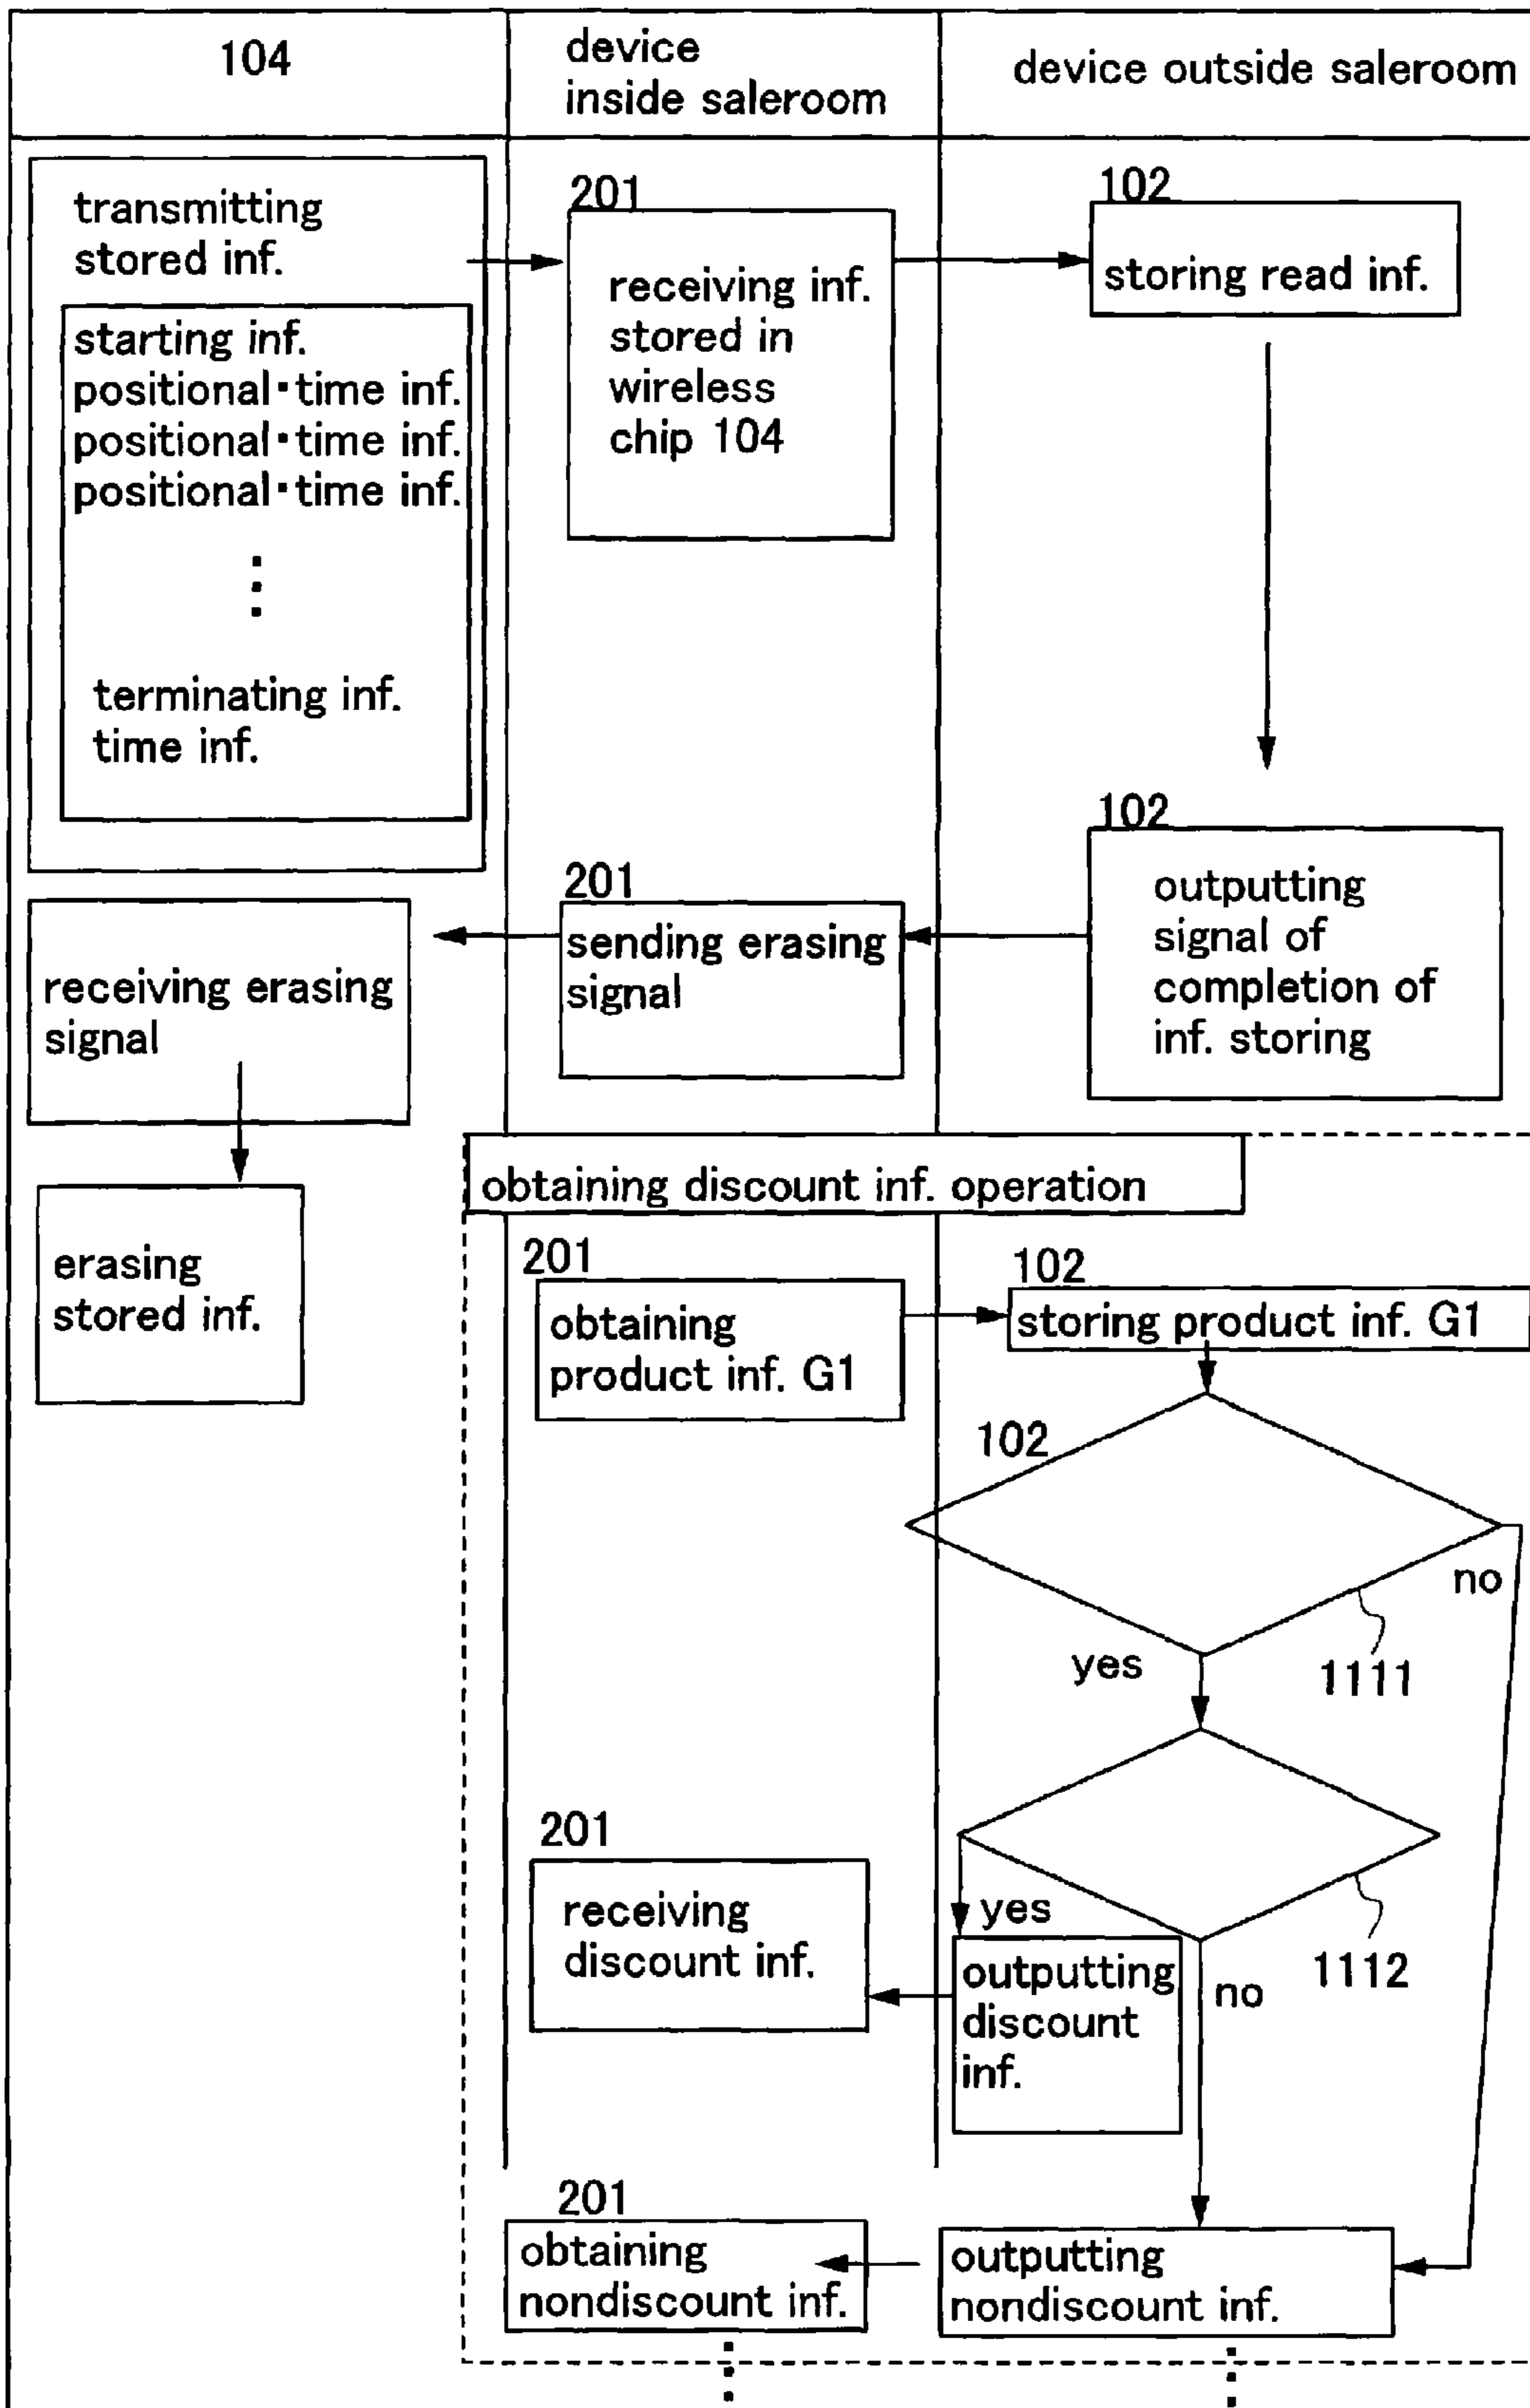 104
device
inside saleroom
device outside saleroom
transmitting
stored inf.
starting inf.
positional·time inf.
positional·time inf.
positional·time inf.
terminating inf.
time inf.
201
receiving inf.
stored in
wireless
chip 104
102
storing read inf.
102
outputting
signal of
completion of
inf. storing
201
sending erasing
signal
receiving erasing
signal
erasing
stored inf.
obtaining discount inf. operation
201
obtaining
product inf. G1
102
storing product inf. G1
102
no
yes
1111
201
receiving
discount inf.
yes
outputting
discount
inf.
no
1112
201
obtaining
nondiscount inf.
outputting
nondiscount inf.